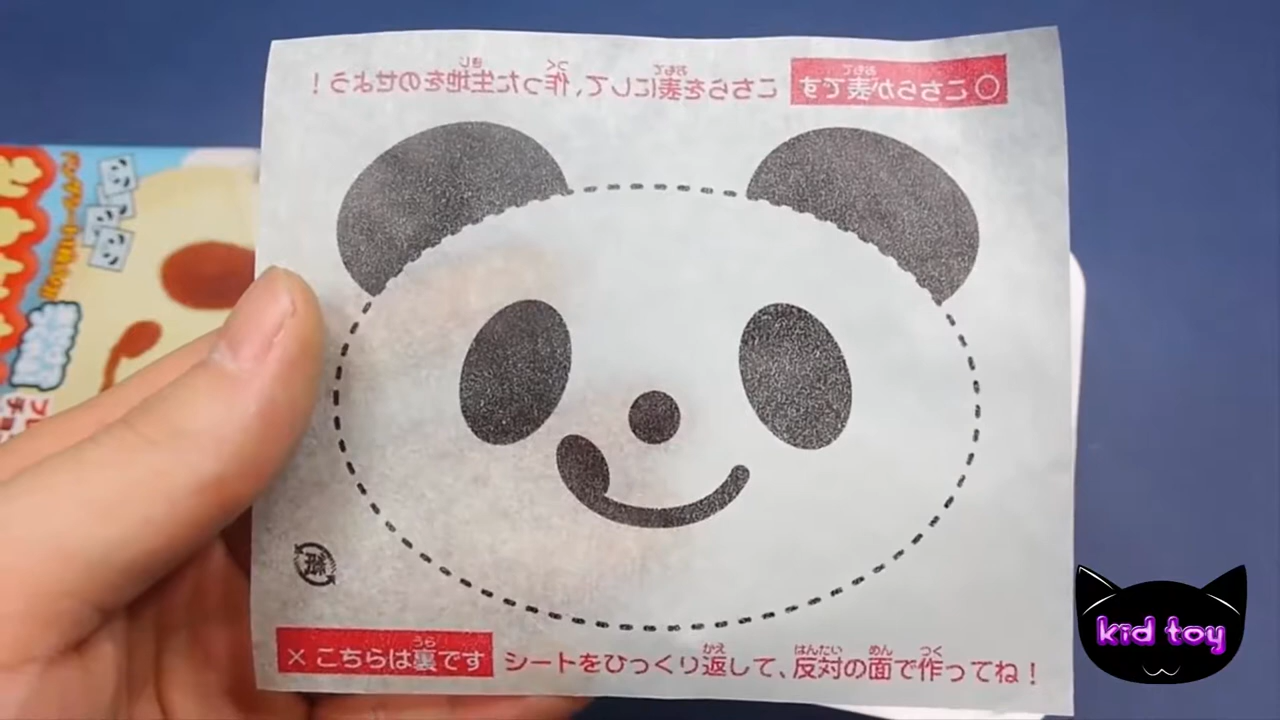 ○こちらが表です こちらを表にして、作った生地をのせよう！
×こちらは裏です シートをひっくり返して、反対の面で作ってね！
kid toy